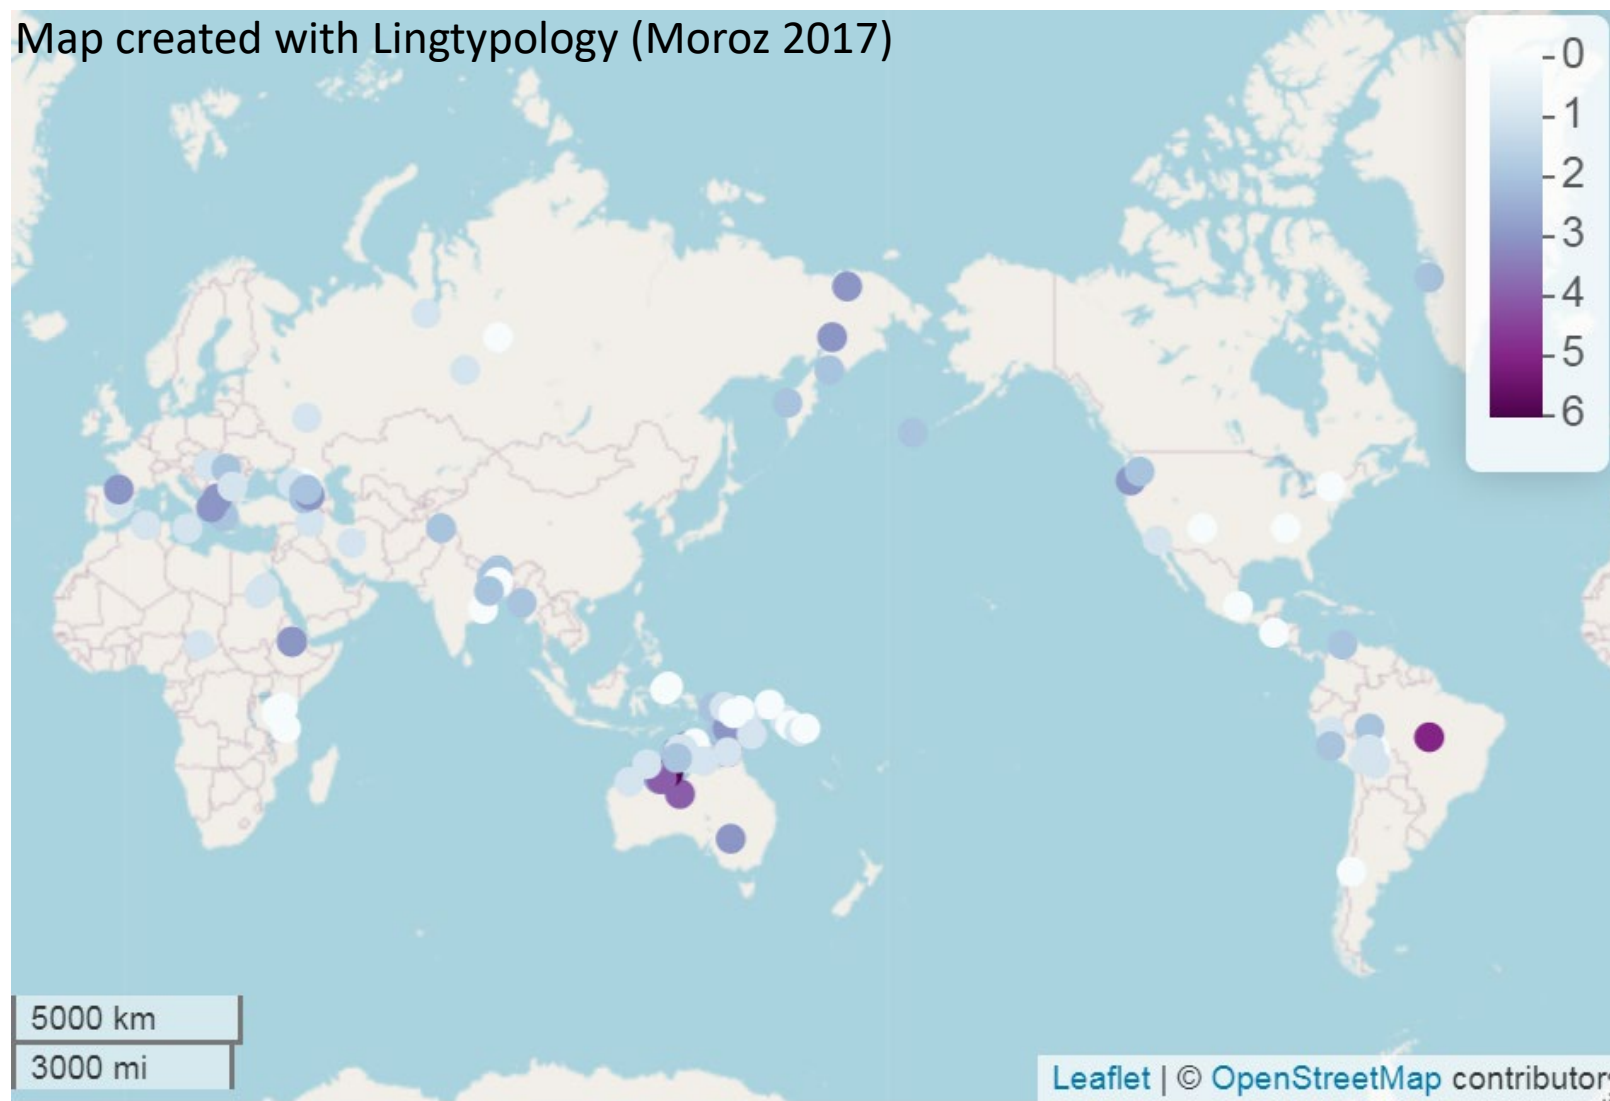 Map created with Lingtypology (Moroz 2017)
0
1
2
3
4
5
6
5000 km
3000 mi
Leaflet | © OpenStreetMap contributors